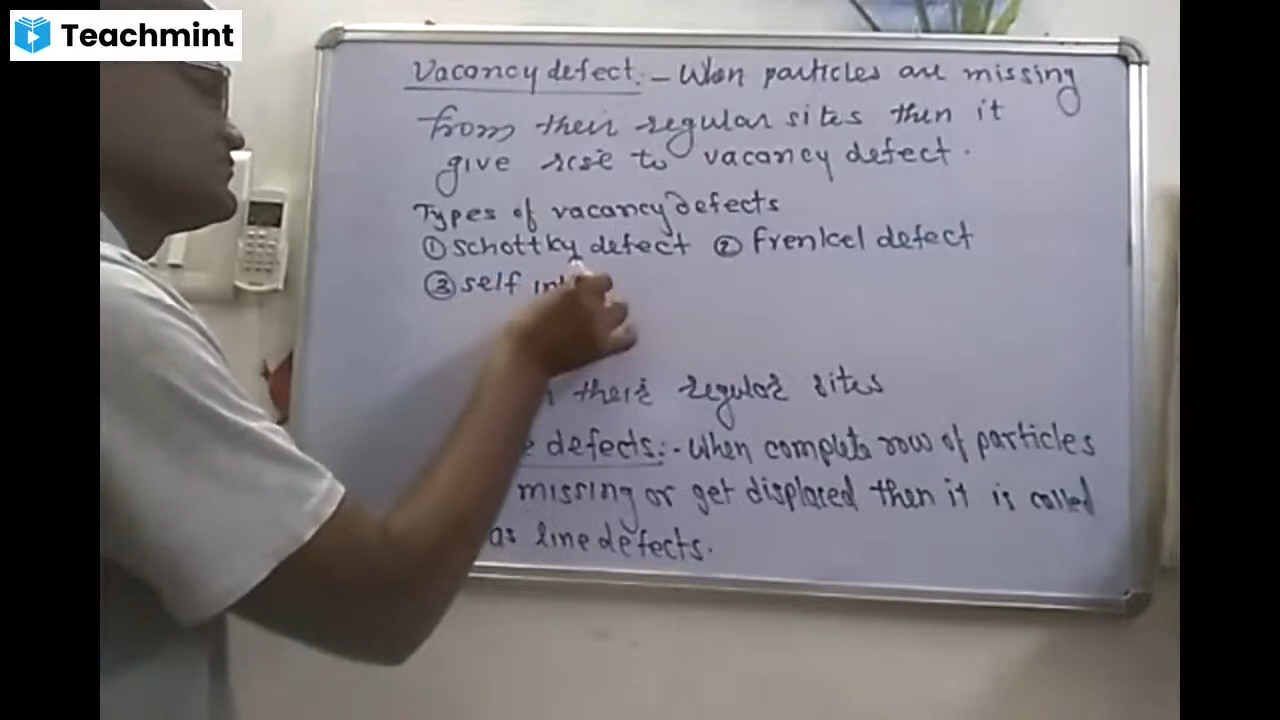 Teachmint
Vacancy defect :- When particles are missing
from their regular sites then it
give rise to vacancy defect.
Types of vacancy defects
① Schottky defect ② Frenkel defect
③ self
their regular sites
defects :- When complete row of particles
missing or get displaced then it is called
as line defects.